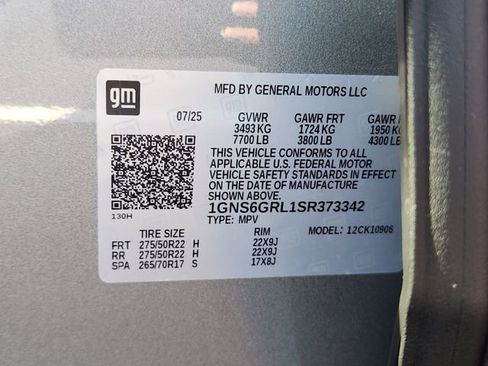 gm
MFD BY GENERAL MOTORS LLC
07/25 GVWR GAWR FRT GAWR
3493 KG 1724 KG 1950 KG
7700 LB 3800 LB 4300 LB
THIS VEHICLE CONFORMS TO ALL
APPLICABLE U.S. FEDERAL MOTOR
VEHICLE SAFETY STANDARDS IN EFFECT
ON THE DATE OF MANUFACTURE
1GNS6GRL1SR373342
130H TYPE: MPV MODEL: 12CK10906
TIRE SIZE RIM
FRT 275/50R22 H 22X9J
RR 275/50R22 H 22X9J
SPA 265/70R17 S 17X8J